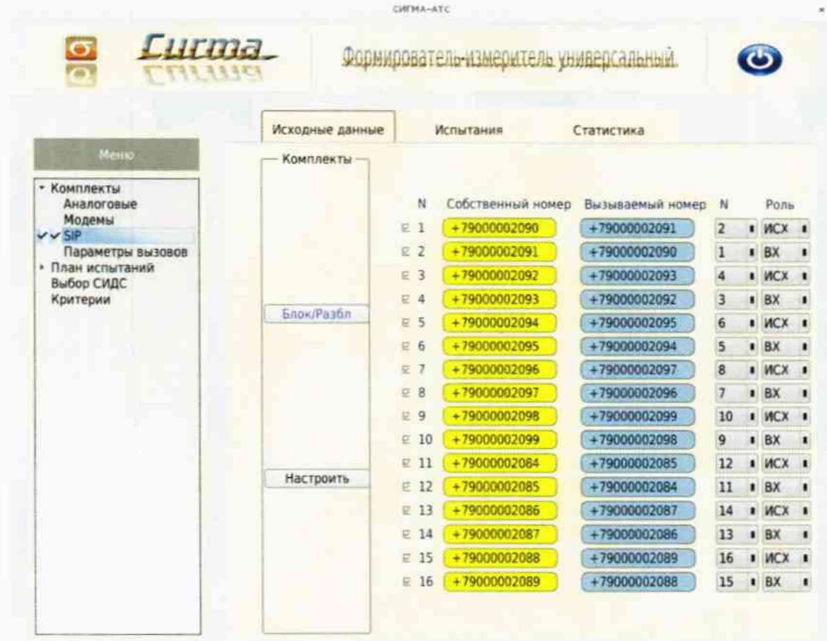 СИГМА-АТС
Сигма
Формирователь-измеритель универсальный
Исходные данные Испытания Статистика
Меню
Комплекты
Аналоговые
Модемы
SIP
Параметры вызовов
План испытаний
Выбор СИДС
Критерии
Комплекты
Блок/Разбл
Настроить
N Собственный номер Вызываемый номер N Роль
1 +79000002090 +79000002091 2 ИСХ
2 +79000002091 +79000002090 1 ВХ
3 +79000002092 +79000002093 4 ИСХ
4 +79000002093 +79000002092 3 ВХ
5 +79000002094 +79000002095 6 ИСХ
6 +79000002095 +79000002094 5 ВХ
7 +79000002096 +79000002097 8 ИСХ
8 +79000002097 +79000002096 7 ВХ
9 +79000002098 +79000002099 10 ИСХ
10 +79000002099 +79000002098 9 ВХ
11 +79000002084 +79000002085 12 ИСХ
12 +79000002085 +79000002084 11 ВХ
13 +79000002086 +79000002087 14 ИСХ
14 +79000002087 +79000002086 13 ВХ
15 +79000002088 +79000002089 16 ИСХ
16 +79000002089 +79000002088 15 ВХ